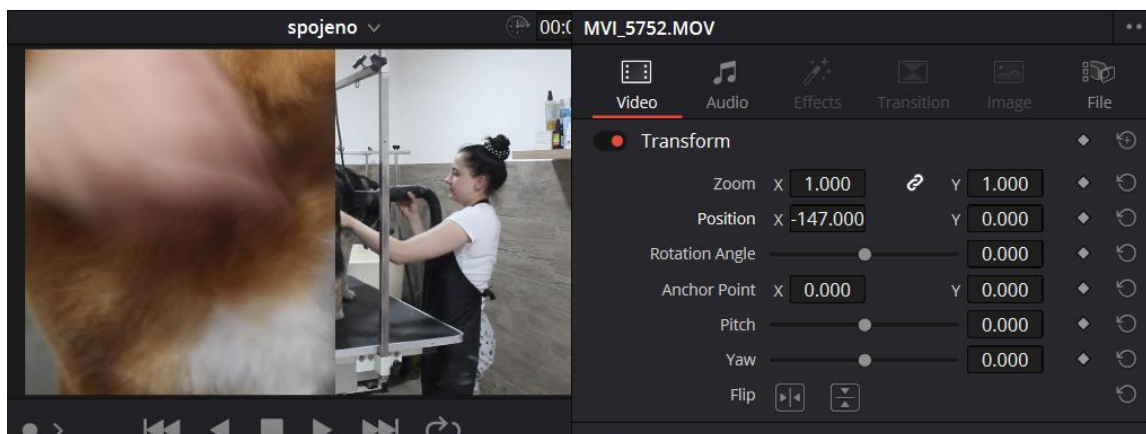 spojeno
00:0
MVI_5752.MOV
Video Audio Effects Transition Image File
Transform
Zoom X 1.000 Y 1.000
Position X -147.000 Y 0.000
Rotation Angle 0.000
Anchor Point X 0.000 Y 0.000
Pitch 0.000
Yaw 0.000
Flip